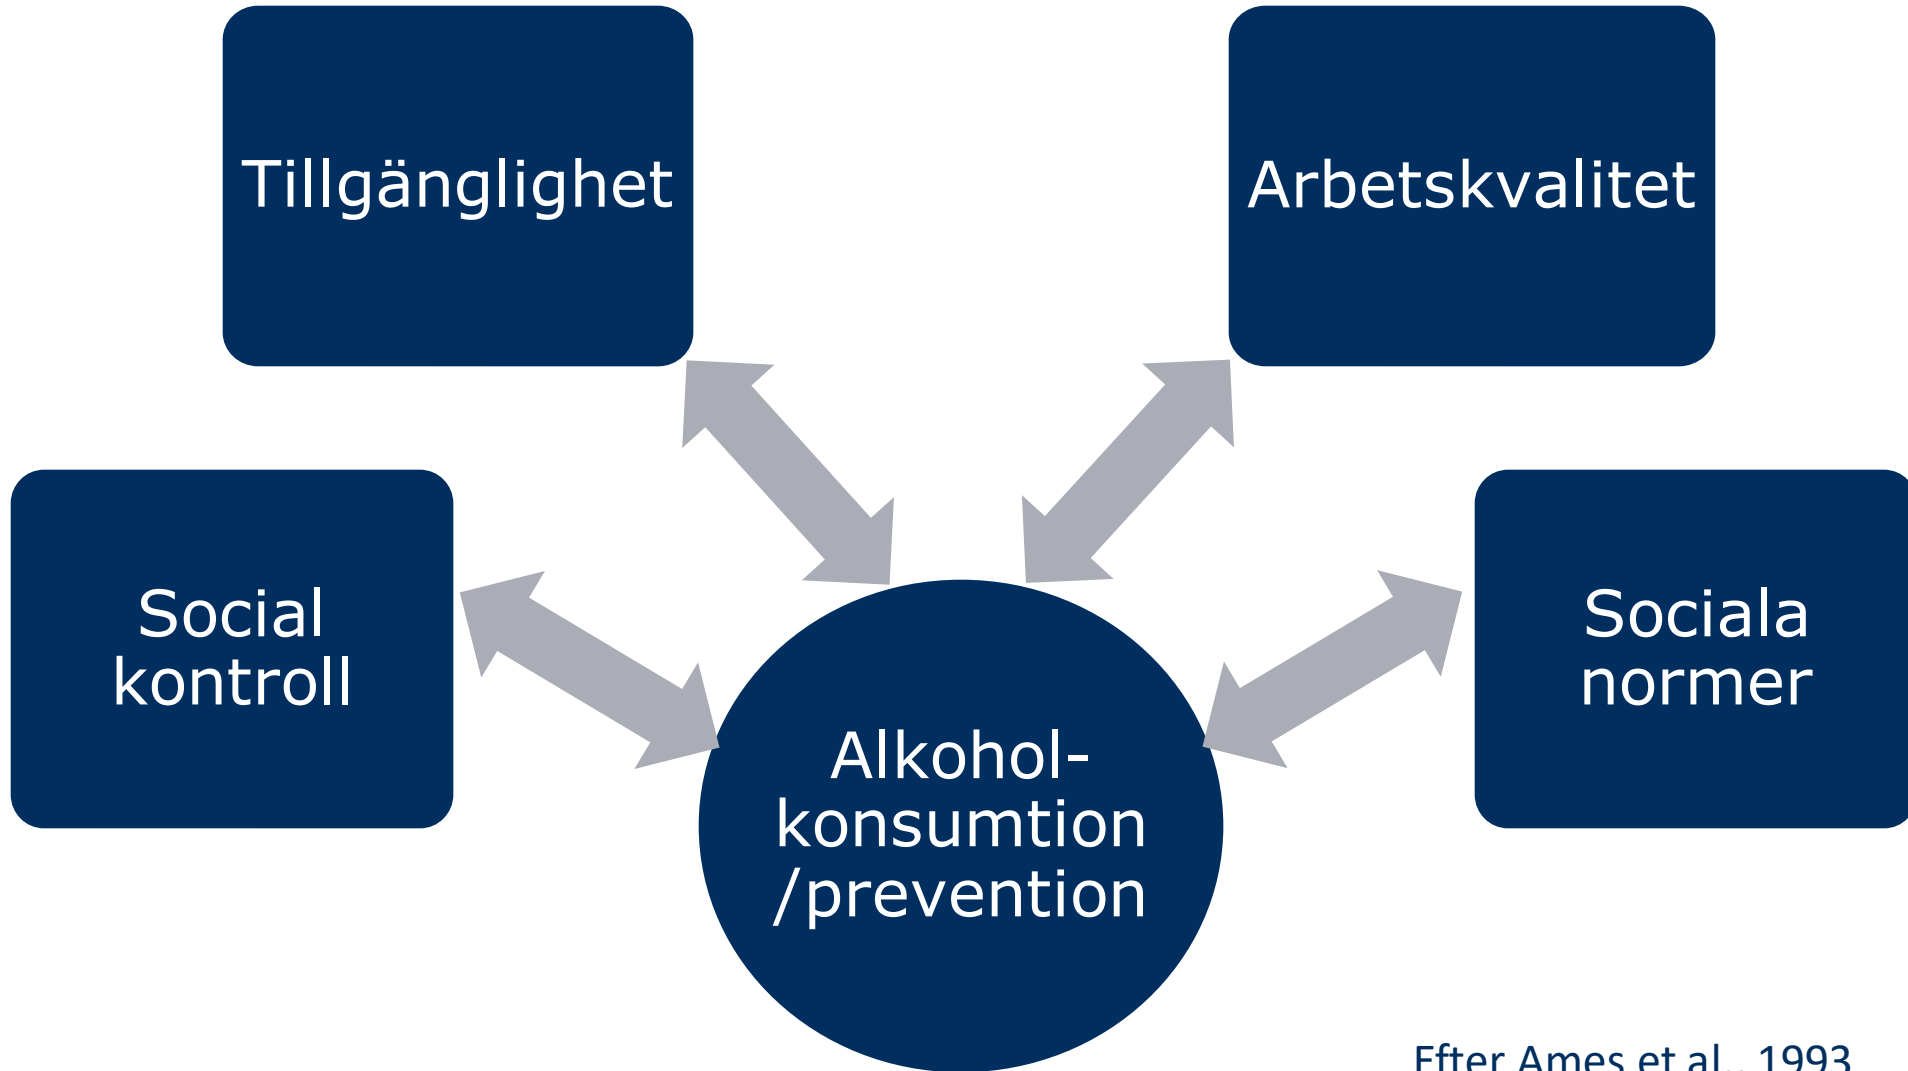 Tillgänglighet
Arbetskvalitet
Social
kontroll
Sociala
normer
Alkohol-
konsumtion
/prevention
Efter Ames et al., 1993